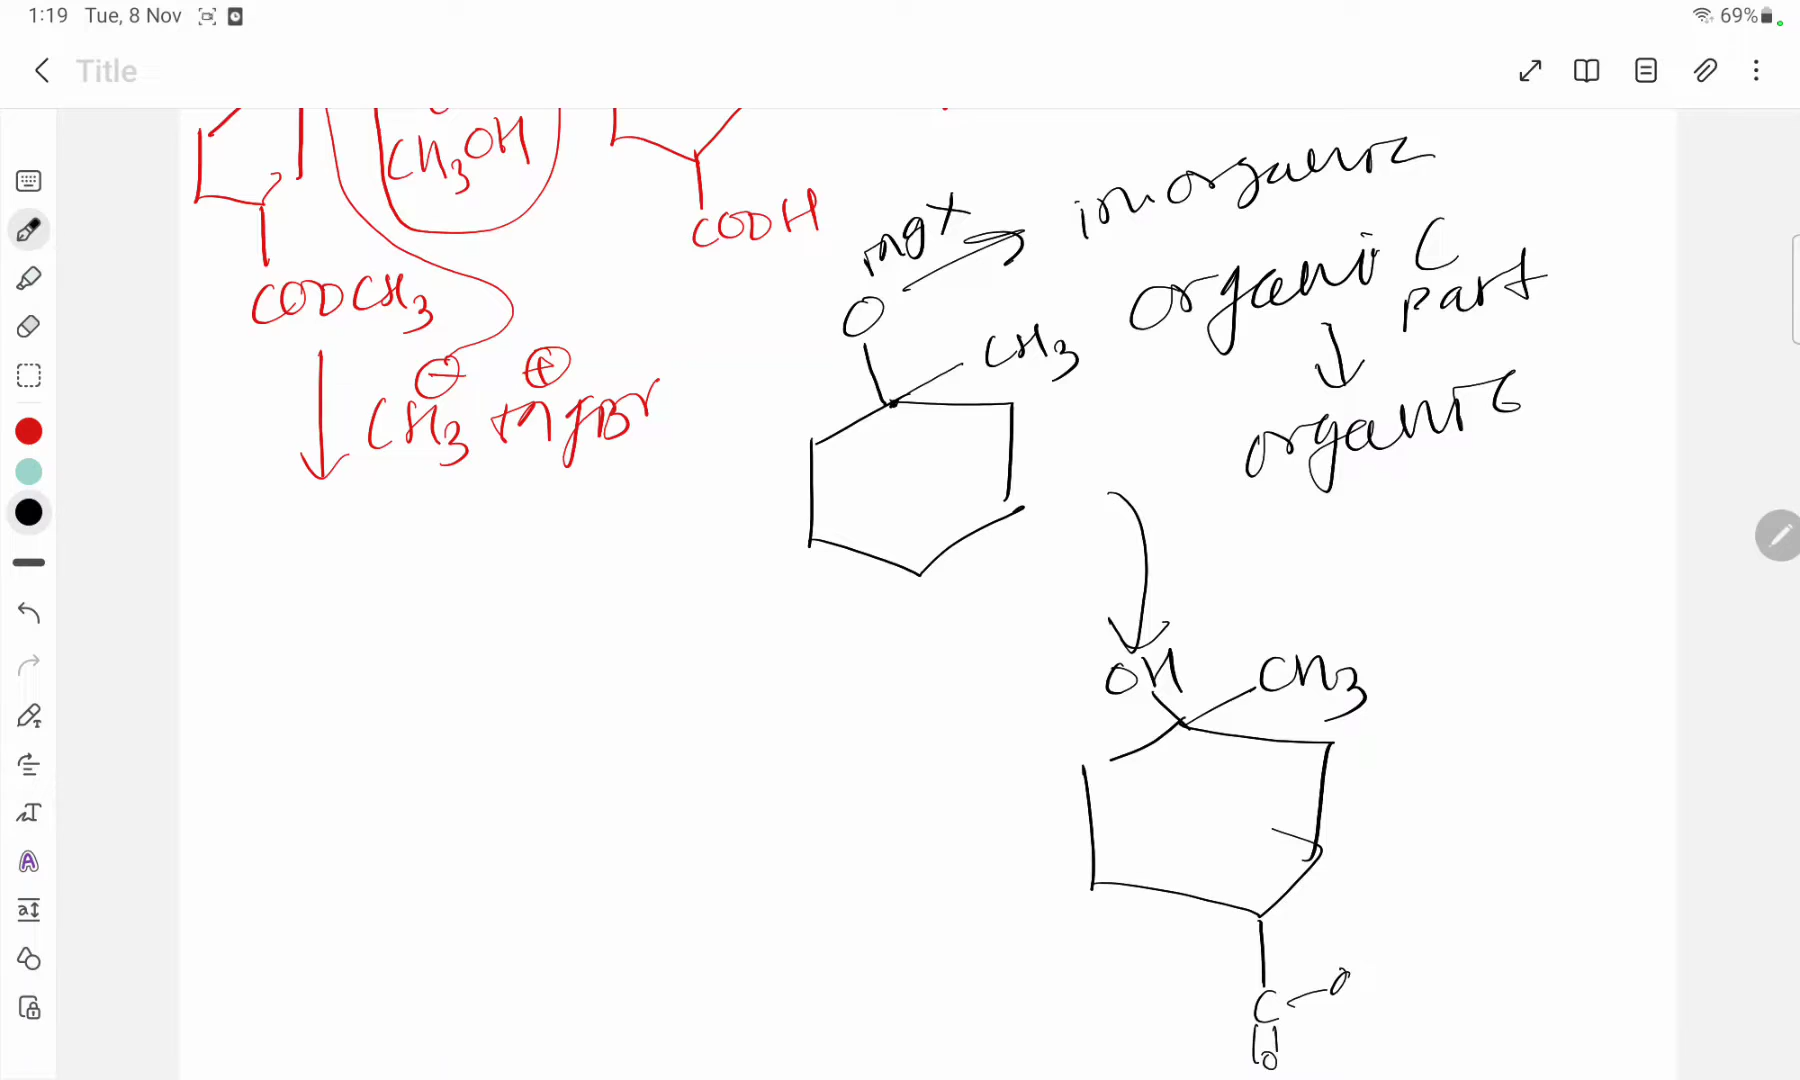 1:19 Tue, 8 Nov
69%
Title
CH3OH
COOH
COOCH3
CH3 MgBr
MgX
inorganic
O
CH3
organic
part
organic
OH
CH3
C
O
O